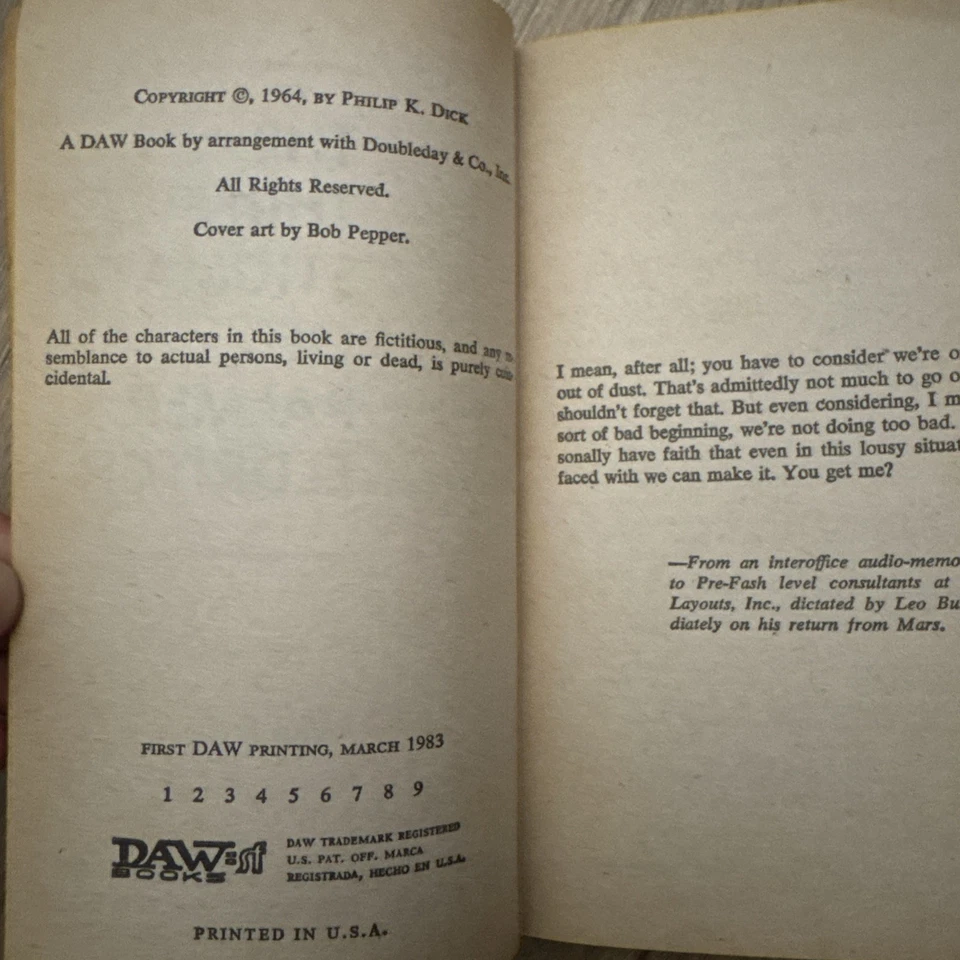 COPYRIGHT ©, 1964, BY PHILIP K. DICK
A DAW Book by arrangement with Doubleday & Co., Inc.
All Rights Reserved.
Cover art by Bob Pepper.
All of the characters in this book are fictitious, and any
semblance to actual persons, living or dead, is purely
cidental.
FIRST DAW PRINTING, MARCH 1983
1 2 3 4 5 6 7 8 9
DAW sf
BOOKS
DAW TRADEMARK REGISTERED
U.S. PAT. OFF. MARCA
REGISTRADA, HECHO EN U.S.A.
PRINTED IN U.S.A.
I mean, after all; you have to consider we're o
out of dust. That's admittedly not much to go o
shouldn't forget that. But even considering, I m
sort of bad beginning, we're not doing too bad.
sonally have faith that even in this lousy situat
faced with we can make it. You get me?
—From an interoffice audio-memo
to Pre-Fash level consultants at
Layouts, Inc., dictated by Leo Bu
diately on his return from Mars.